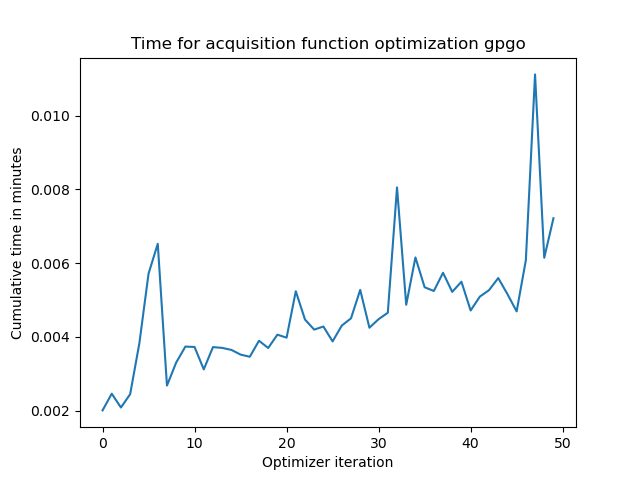 Time for acquisition function optimization gpgo
Cumulative time in minutes
0.010
0.008
0.006
0.004
0.002
0 10 20 30 40 50
Optimizer iteration